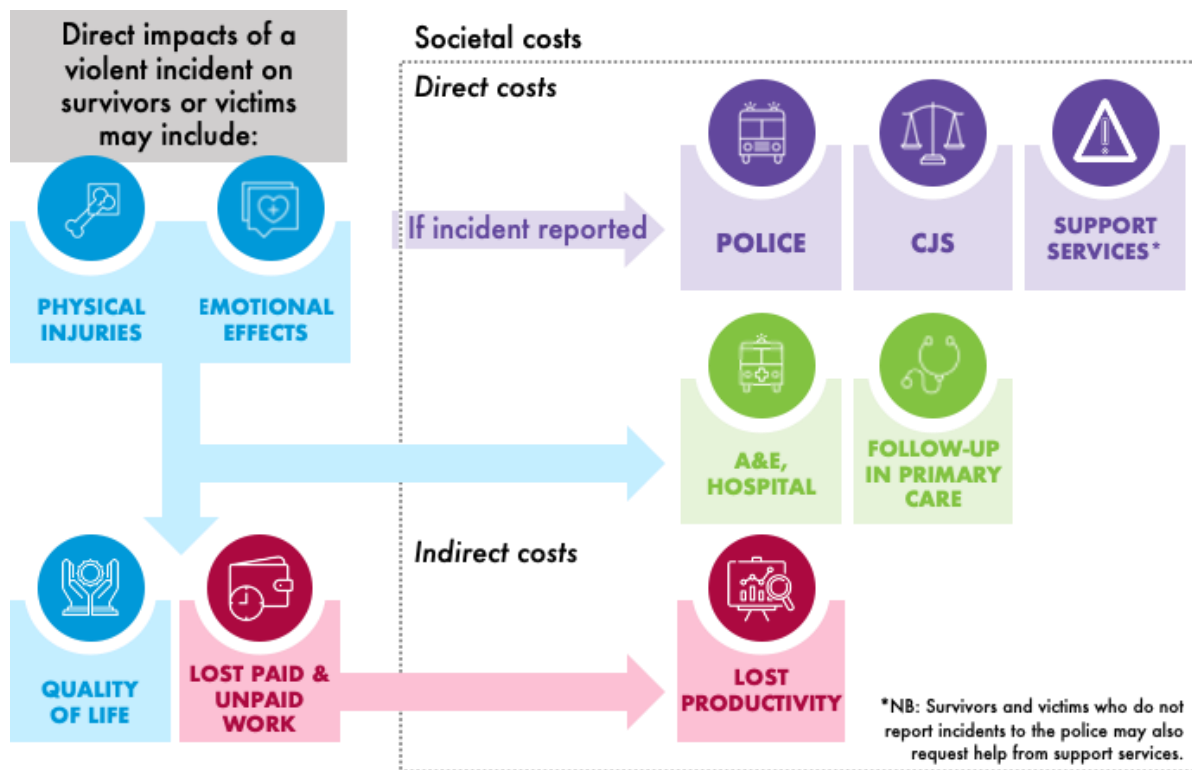 Direct impacts of a
violent incident on
survivors or victims
may include:
PHYSICAL
INJURIES
EMOTIONAL
EFFECTS
QUALITY
OF LIFE
LOST PAID &
UNPAID
WORK
Societal costs
Direct costs
If incident reported
POLICE
CJS
SUPPORT
SERVICES*
A&E,
HOSPITAL
FOLLOW-UP
IN PRIMARY
CARE
Indirect costs
LOST
PRODUCTIVITY
*NB: Survivors and victims who do not
report incidents to the police may also
request help from support services.